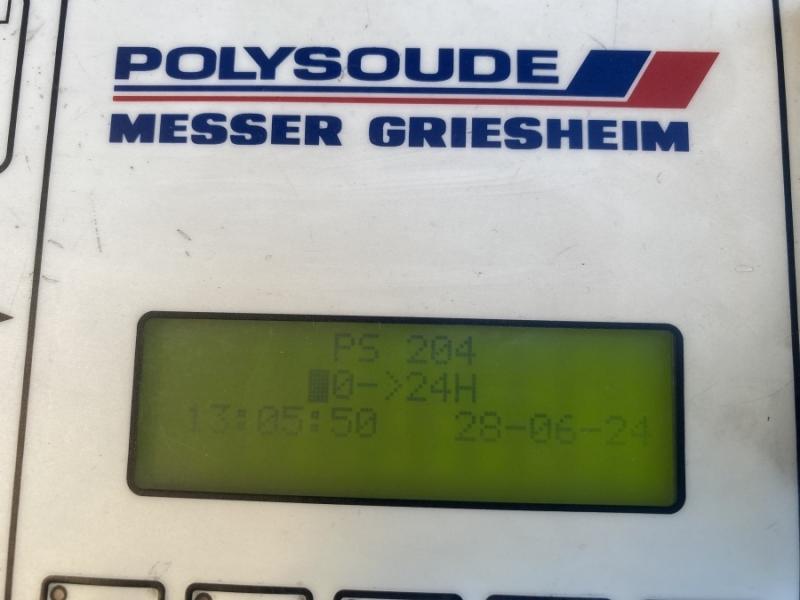 POLYSOUDE
MESSER GRIESHEIM
PS 204
0->24H
13:05:50 28-06-24